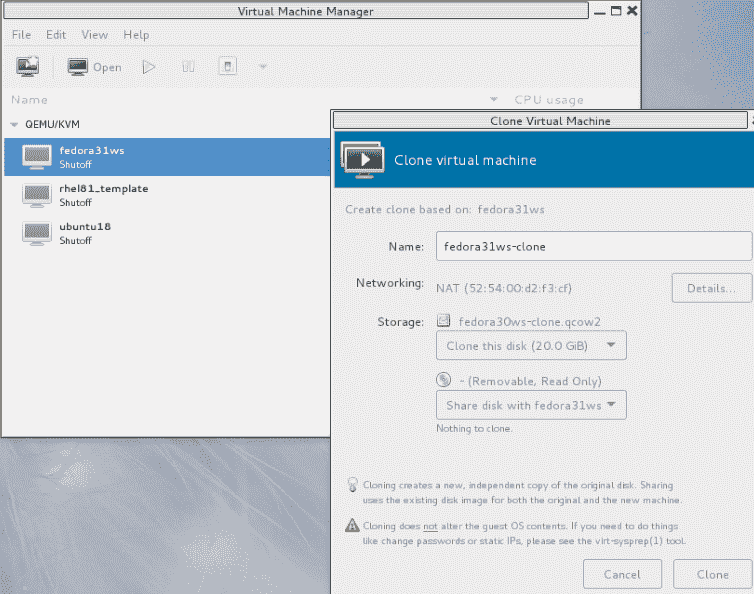 Virtual Machine Manager
File Edit View Help
Open
Name CPU usage
QEMU/KVM
fedora31ws
Shutoff
rhel81_template
Shutoff
ubuntu18
Shutoff
Clone Virtual Machine
Clone virtual machine
Create clone based on: fedora31ws
Name: fedora31ws-clone
Networking: NAT (52:54:00:d2:f3:cf) Details...
Storage: fedora30ws-clone.qcow2
Clone this disk (20.0 GiB)
- (Removable, Read Only)
Share disk with fedora31ws
Nothing to clone.
Cloning creates a new, independent copy of the original disk. Sharing
uses the existing disk image for both the original and the new machine.
Cloning does not alter the guest OS contents. If you need to do things
like change passwords or static IPs, please see the virt-sysprep(1) tool.
Cancel Clone